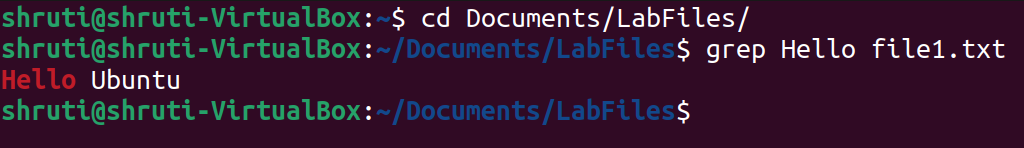 shruti@shruti-VirtualBox:~$ cd Documents/LabFiles/
shruti@shruti-VirtualBox:~/Documents/LabFiles$ grep Hello file1.txt
Hello Ubuntu
shruti@shruti-VirtualBox:~/Documents/LabFiles$